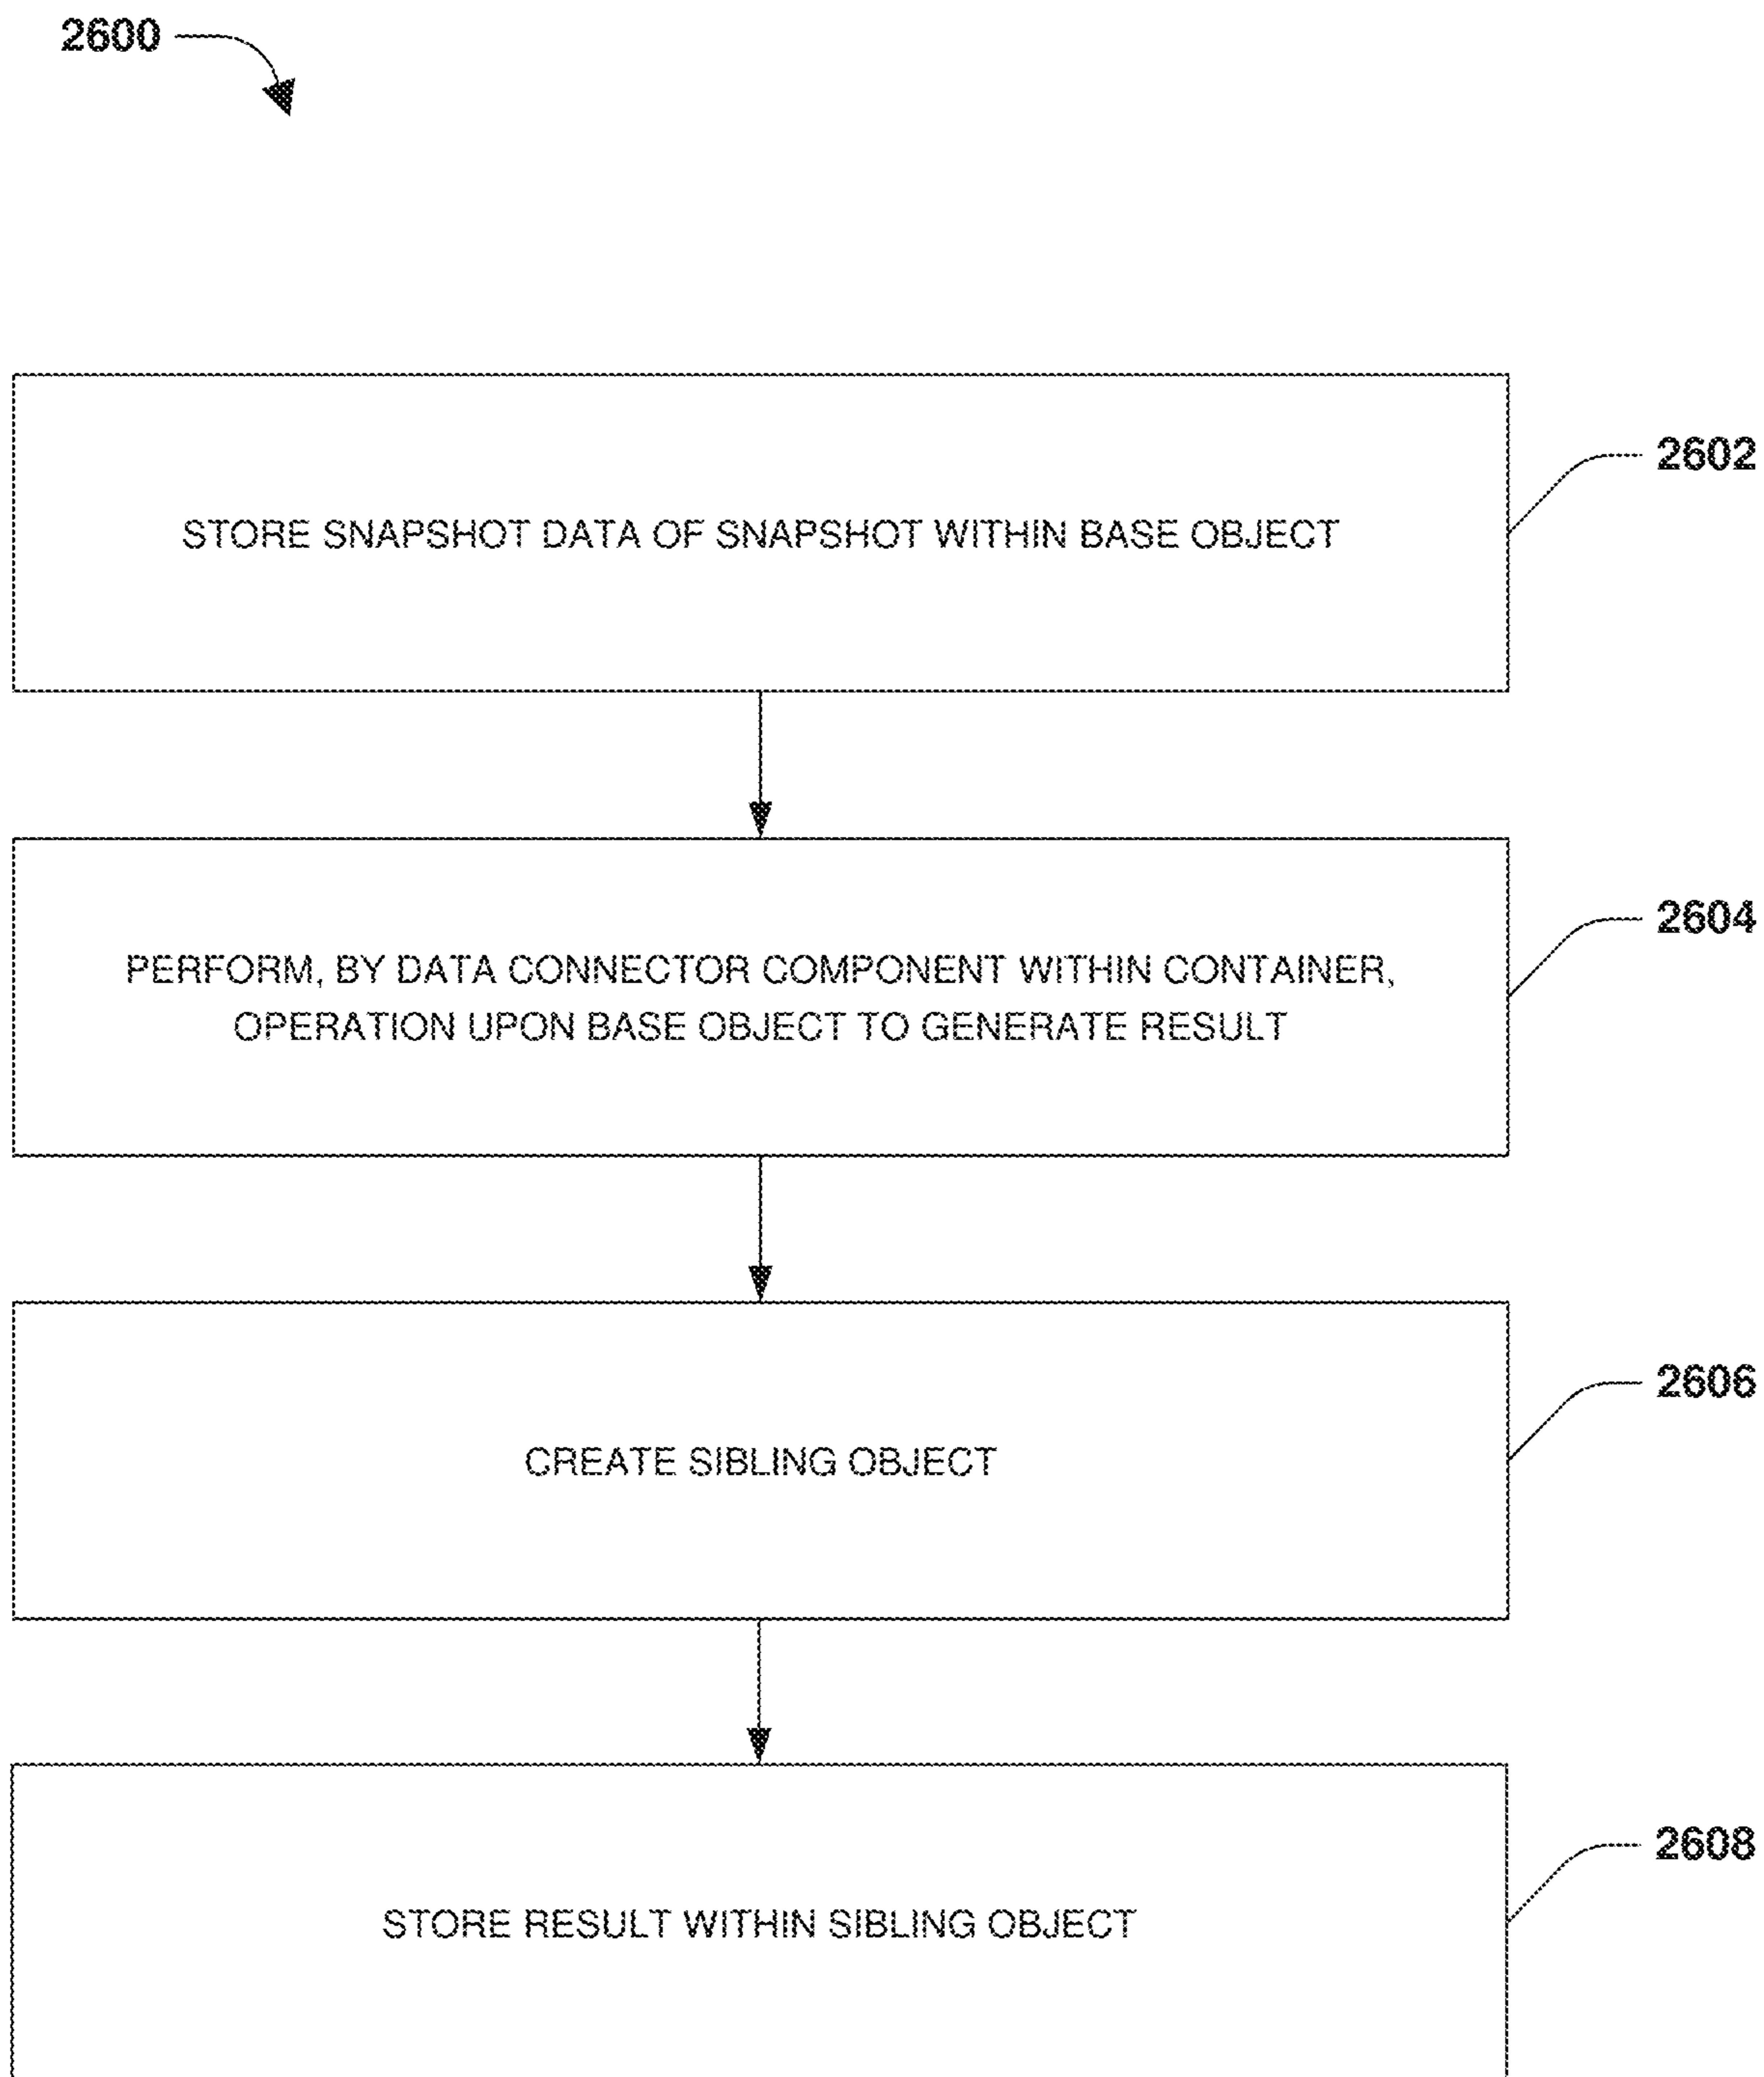 2600
STORE SNAPSHOT DATA OF SNAPSHOT WITHIN BASE OBJECT
2602
PERFORM, BY DATA CONNECTOR COMPONENT WITHIN CONTAINER,
OPERATION UPON BASE OBJECT TO GENERATE RESULT
2604
CREATE SIBLING OBJECT
2606
STORE RESULT WITHIN SIBLING OBJECT
2608